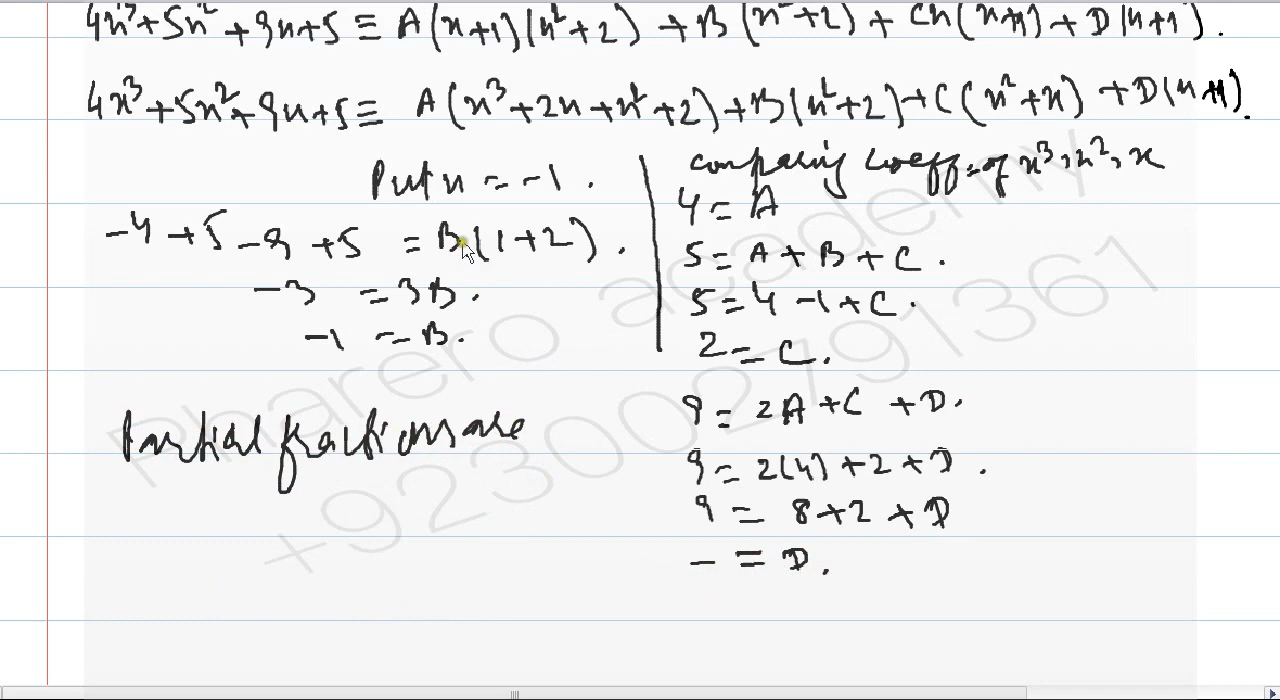 4x³+5x²+9x+5 ≡ A(x+1)(x²+2) + B(x²+2) + Cx(x+1) + D(x+1).
4x³+5x²+9x+5 ≡ A(x³+2x+x²+2)+B(x²+2)+C(x²+x) +D(x+1).
Put x = -1.
-4 +5 -9 +5 = B(1+2).
-3 = 3B.
-1 = B.
Partial fractions are
comparing coeff. of x³, x², x
4 = A
5 = A + B + C.
5 = 4 -1 + C.
2 = C.
9 = 2A + C + D.
9 = 2(4) + 2 + D.
9 = 8+2 + D
- = D.
Pharero academy
+923002791361